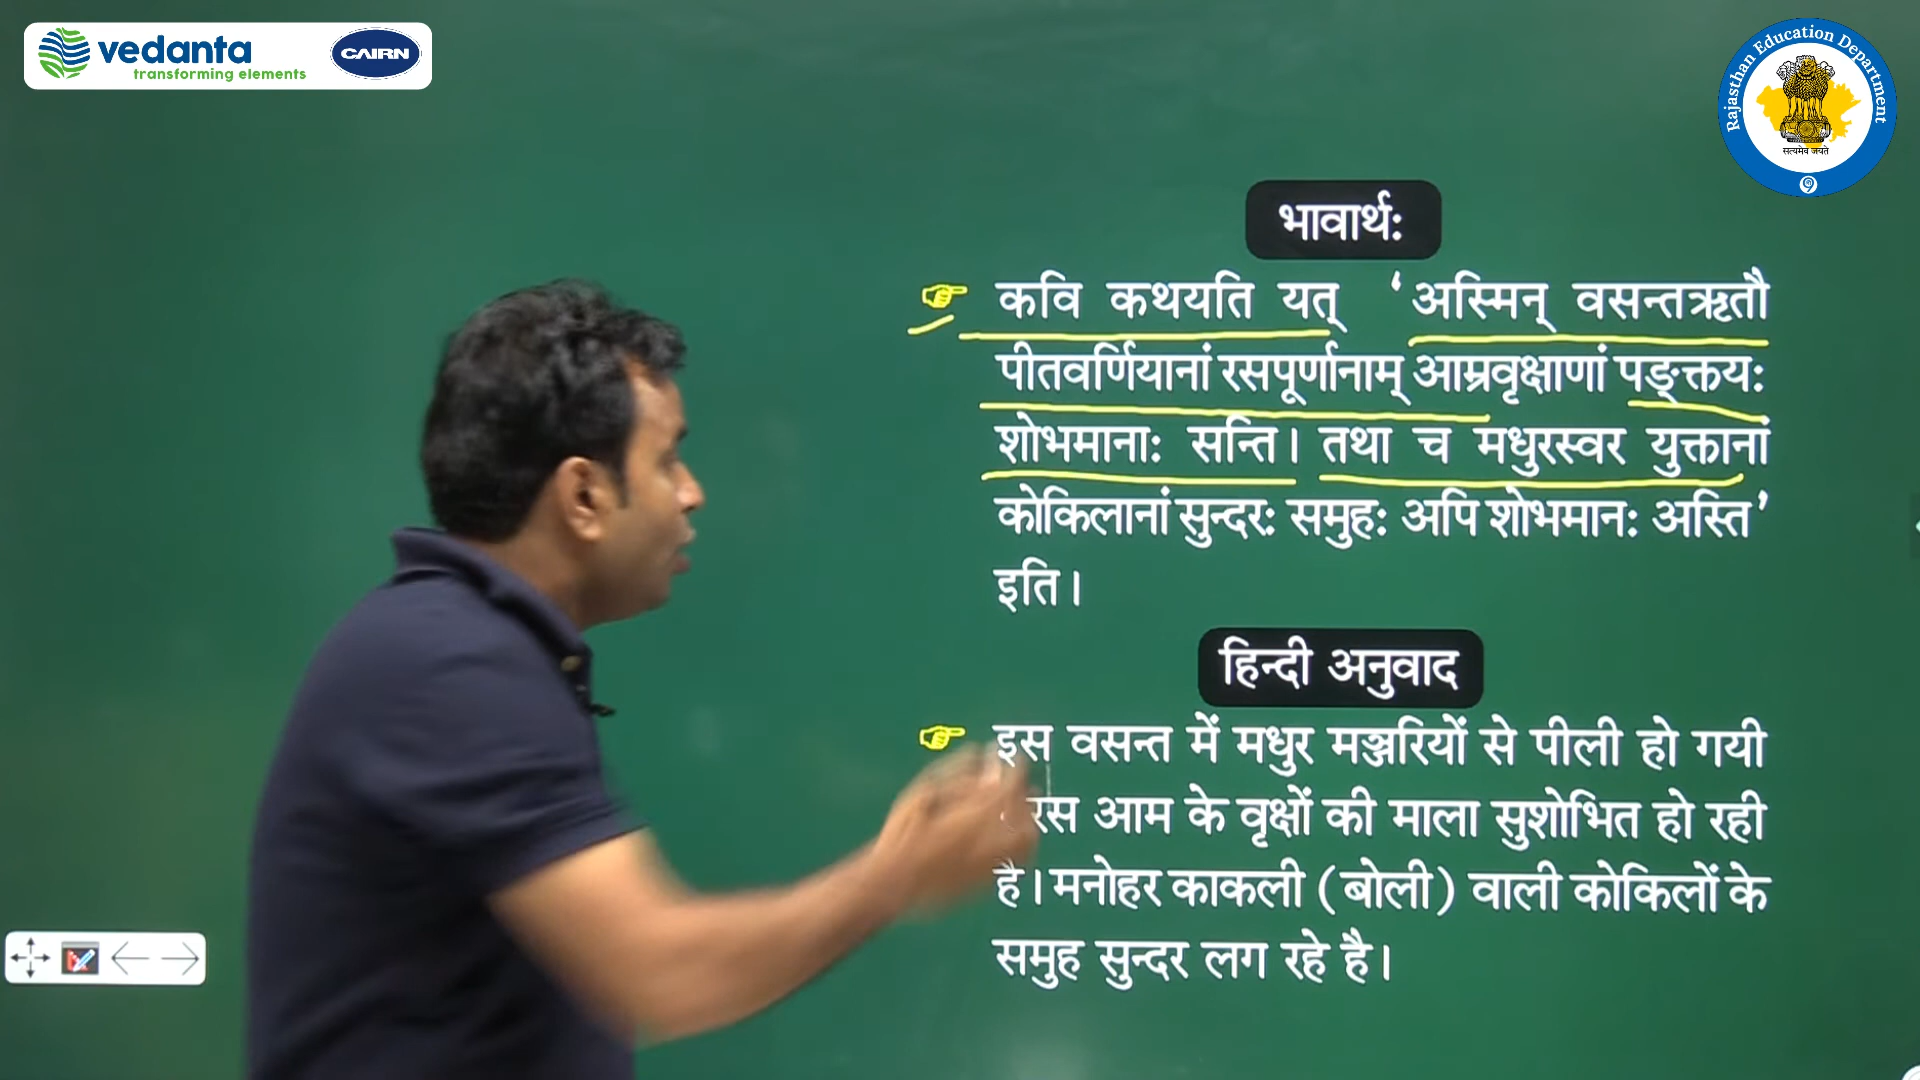 vedanta
transforming elements
CAIRN
Rajasthan Education Department
सत्यमेव जयते
भावार्थः
कवि कथयति यत् ‘अस्मिन् वसन्तऋतौ
पीतवर्णियानां रसपूर्णानाम् आम्रवृक्षाणां पङ्क्तयः
शोभमानाः सन्ति। तथा च मधुरस्वर युक्तानां
कोकिलानां सुन्दरः समुहः अपि शोभमानः अस्ति’
इति।
हिन्दी अनुवाद
इस वसन्त में मधुर मञ्जरियों से पीली हो गयी
आम के वृक्षों की माला सुशोभित हो रही
है। मनोहर काकली (बोली) वाली कोकिलों के
समुह सुन्दर लग रहे है।